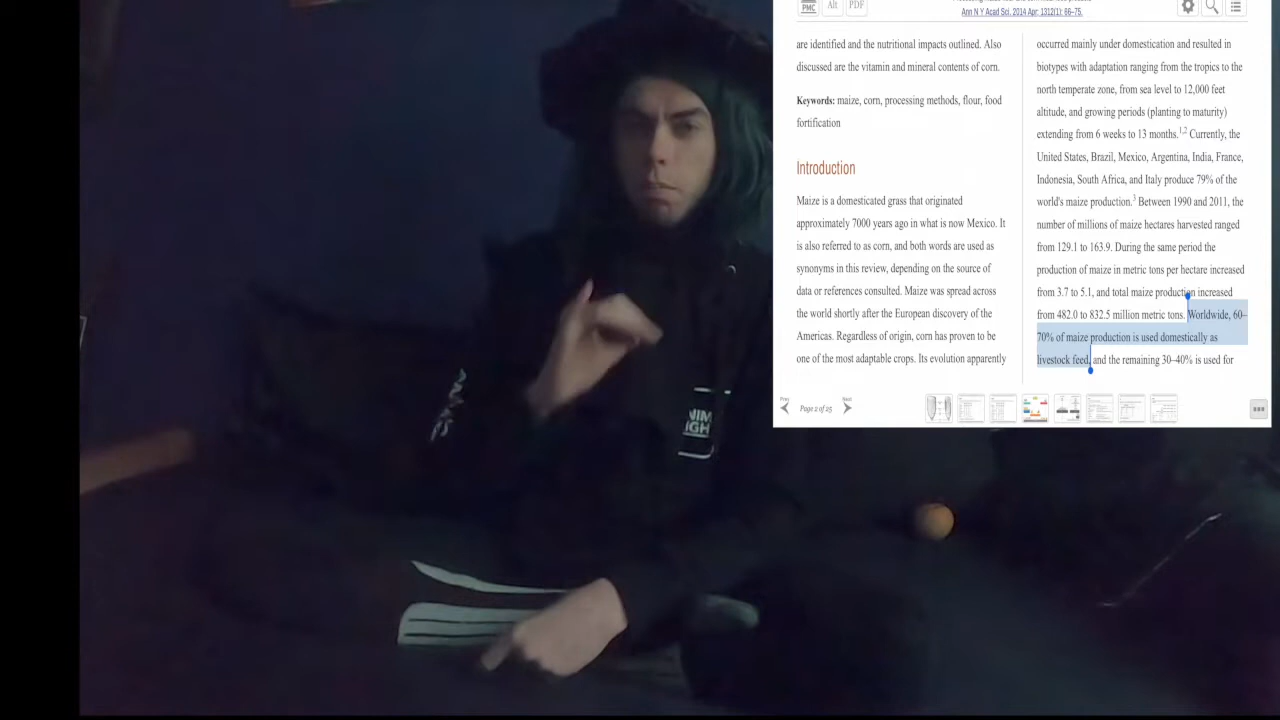 PMC Alt PDF
Ann N Y Acad Sci. 2014 Apr; 1312(1): 66–75.
are identified and the nutritional impacts outlined. Also
discussed are the vitamin and mineral contents of corn.
Keywords: maize, corn, processing methods, flour, food
fortification
Introduction
Maize is a domesticated grass that originated
approximately 7000 years ago in what is now Mexico. It
is also referred to as corn, and both words are used as
synonyms in this review, depending on the source of
data or references consulted. Maize was spread across
the world shortly after the European discovery of the
Americas. Regardless of origin, corn has proven to be
one of the most adaptable crops. Its evolution apparently
occurred mainly under domestication and resulted in
biotypes with adaptation ranging from the tropics to the
north temperate zone, from sea level to 12,000 feet
altitude, and growing periods (planting to maturity)
extending from 6 weeks to 13 months.1,2 Currently, the
United States, Brazil, Mexico, Argentina, India, France,
Indonesia, South Africa, and Italy produce 79% of the
world's maize production.3 Between 1990 and 2011, the
number of millions of maize hectares harvested ranged
from 129.1 to 163.9. During the same period the
production of maize in metric tons per hectare increased
from 3.7 to 5.1, and total maize production increased
from 482.0 to 832.5 million metric tons. Worldwide, 60–
70% of maize production is used domestically as
livestock feed, and the remaining 30–40% is used for
Prev
Page 2 of 25
Next
NIM
IGH